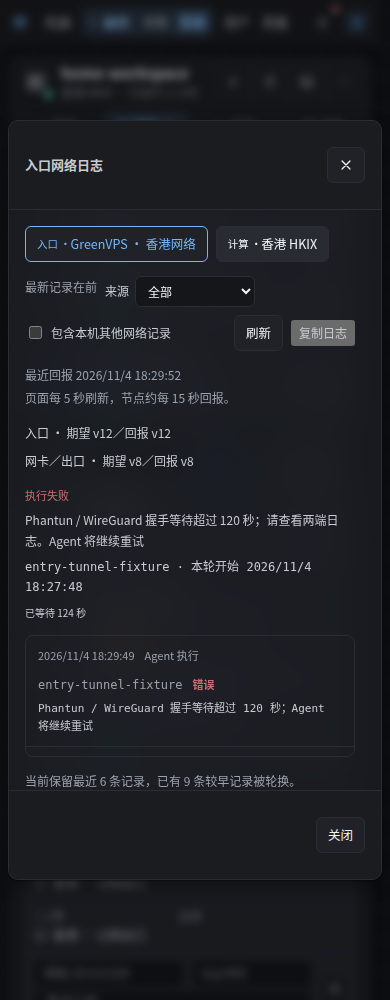 home workspace
入口网络日志
入口 · GreenVPS · 香港网络
计算 · 香港 HKIX
最新记录在前 来源 全部
包含本机其他网络记录 刷新 复制日志
最近回报 2026/11/4 18:29:52
页面每 5 秒刷新，节点约每 15 秒回报。
入口 · 期望 v12／回报 v12
网卡／出口 · 期望 v8／回报 v8
执行失败
Phantun / WireGuard 握手等待超过 120 秒；请查看两端日
志。Agent 将继续重试
entry-tunnel-fixture · 本轮开始 2026/11/4
18:27:48
已等待 124 秒
2026/11/4 18:29:49 Agent 执行
entry-tunnel-fixture 错误
Phantun / WireGuard 握手等待超过 120 秒；Agent
将继续重试
当前保留最近 6 条记录，已有 9 条较早记录被轮换。
关闭